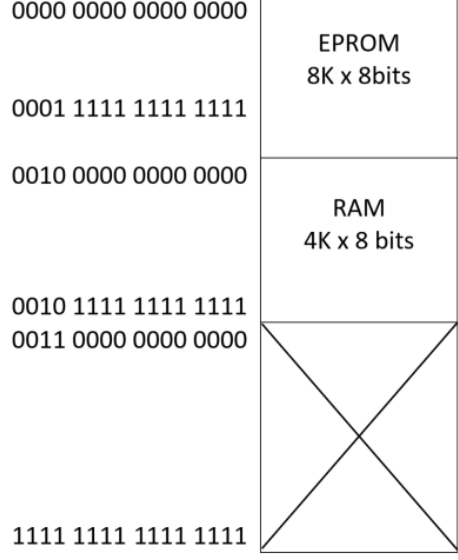 0000 0000 0000 0000
EPROM
8K x 8bits
0001 1111 1111 1111
0010 0000 0000 0000
RAM
4K x 8 bits
0010 1111 1111 1111
0011 0000 0000 0000
1111 1111 1111 1111